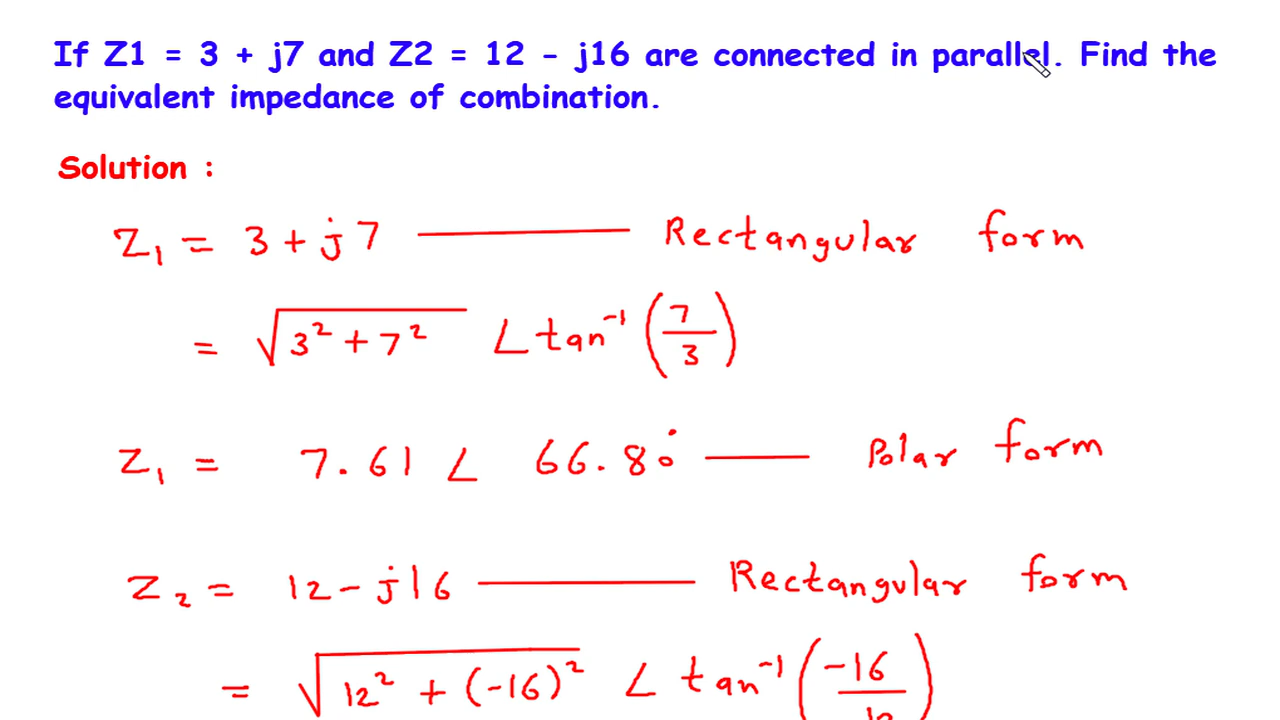 If Z1 = 3 + j7 and Z2 = 12 - j16 are connected in parallel. Find the
equivalent impedance of combination.
Solution :
Z₁ = 3 + j7 ——— Rectangular form
= √(3² + 7²) ∠ tan⁻¹ (7/3)
Z₁ = 7.61 ∠ 66.80° —— Polar form
Z₂ = 12 - j16 ——— Rectangular form
= √(12² + (-16)²) ∠ tan⁻¹ (-16/12)